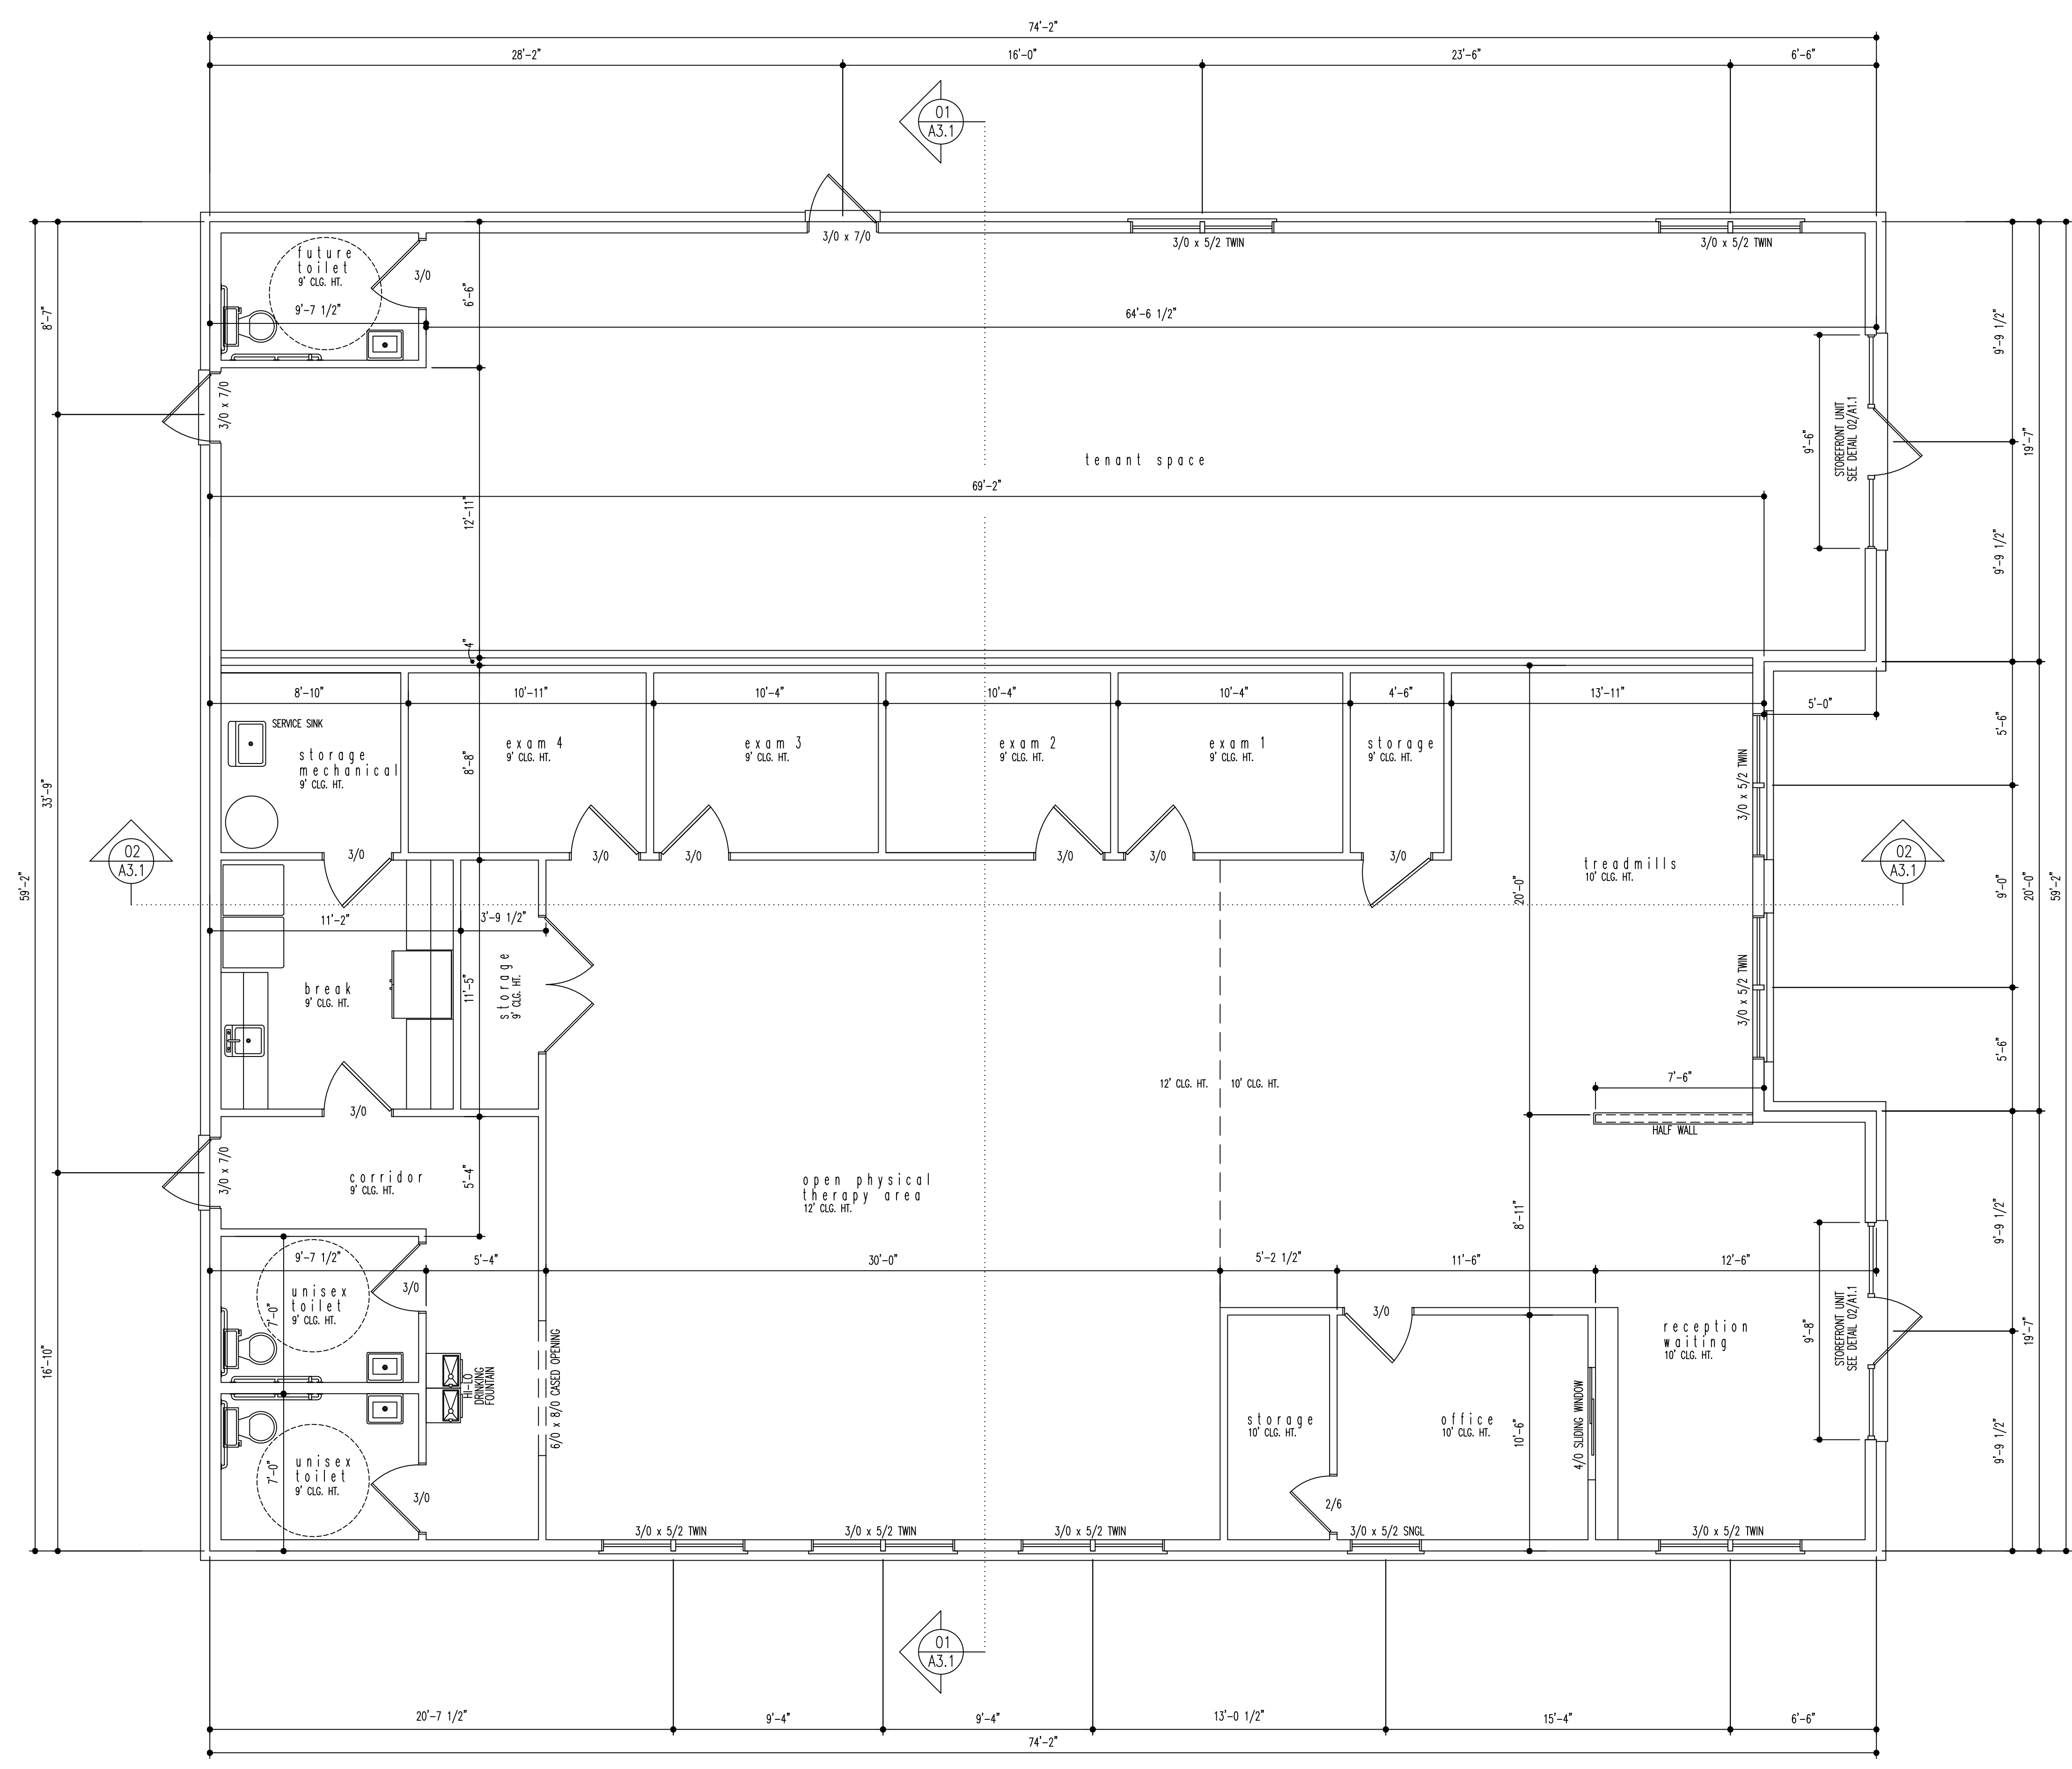 74'-2"
28'-2"
16'-0"
23'-6"
6'-6"
01
A3.1
3/0 x 7/0
3/0 x 5/2 TWIN
3/0 x 5/2 TWIN
future
toilet
9' CLG. HT.
3/0
9'-7 1/2"
6'-6"
64'-6 1/2"
8'-7"
9'-9 1/2"
3/0 x 7/0
9'-6"
STOREFRONT UNIT
SEE DETAIL 02/A1.1
19'-7"
tenant space
69'-2"
12'-11"
9'-9 1/2"
4"
8'-10"
10'-11"
10'-4"
10'-4"
10'-4"
4'-6"
13'-11"
5'-0"
5'-6"
SERVICE SINK
storage
mechanical
9' CLG. HT.
exam 4
9' CLG. HT.
exam 3
9' CLG. HT.
exam 2
9' CLG. HT.
exam 1
9' CLG. HT.
storage
9' CLG. HT.
8'-8"
3/0 x 5/2 TWIN
33'-9"
02
A3.1
3/0
3/0
3/0
3/0
3/0
3/0
treadmills
10' CLG. HT.
02
A3.1
59'-2"
20'-0"
9'-0"
20'-0"
59'-2"
11'-2"
3'-9 1/2"
break
9' CLG. HT.
storage
9' CLG. HT.
11'-5"
3/0 x 5/2 TWIN
5'-6"
3/0
12' CLG. HT.
10' CLG. HT.
7'-6"
HALF WALL
3/0 x 7/0
corridor
9' CLG. HT.
5'-4"
open physical
therapy area
12' CLG. HT.
8'-11"
9'-9 1/2"
9'-7 1/2"
5'-4"
30'-0"
5'-2 1/2"
11'-6"
12'-6"
unisex
toilet
9' CLG. HT.
7'-0"
3/0
3/0
reception
waiting
10' CLG. HT.
9'-8"
STOREFRONT UNIT
SEE DETAIL 02/A1.1
19'-7"
16'-10"
HI-LO
DRINKING
FOUNTAIN
6/0 x 8/0 CASED OPENING
storage
10' CLG. HT.
office
10' CLG. HT.
10'-6"
4/0 SLIDING WINDOW
9'-9 1/2"
unisex
toilet
9' CLG. HT.
7'-0"
3/0
2/6
3/0 x 5/2 TWIN
3/0 x 5/2 TWIN
3/0 x 5/2 TWIN
3/0 x 5/2 SNGL
3/0 x 5/2 TWIN
01
A3.1
20'-7 1/2"
9'-4"
9'-4"
13'-0 1/2"
15'-4"
6'-6"
74'-2"